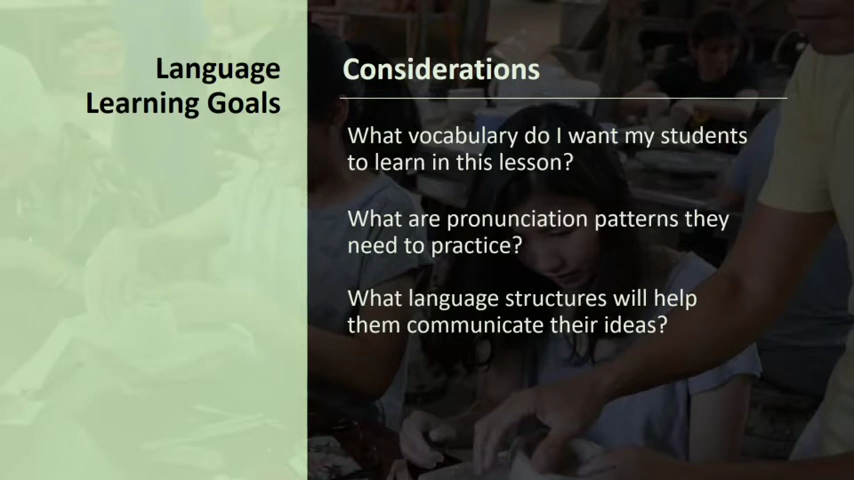 Language
Learning Goals
Considerations
What vocabulary do I want my students
to learn in this lesson?
What are pronunciation patterns they
need to practice?
What language structures will help
them communicate their ideas?